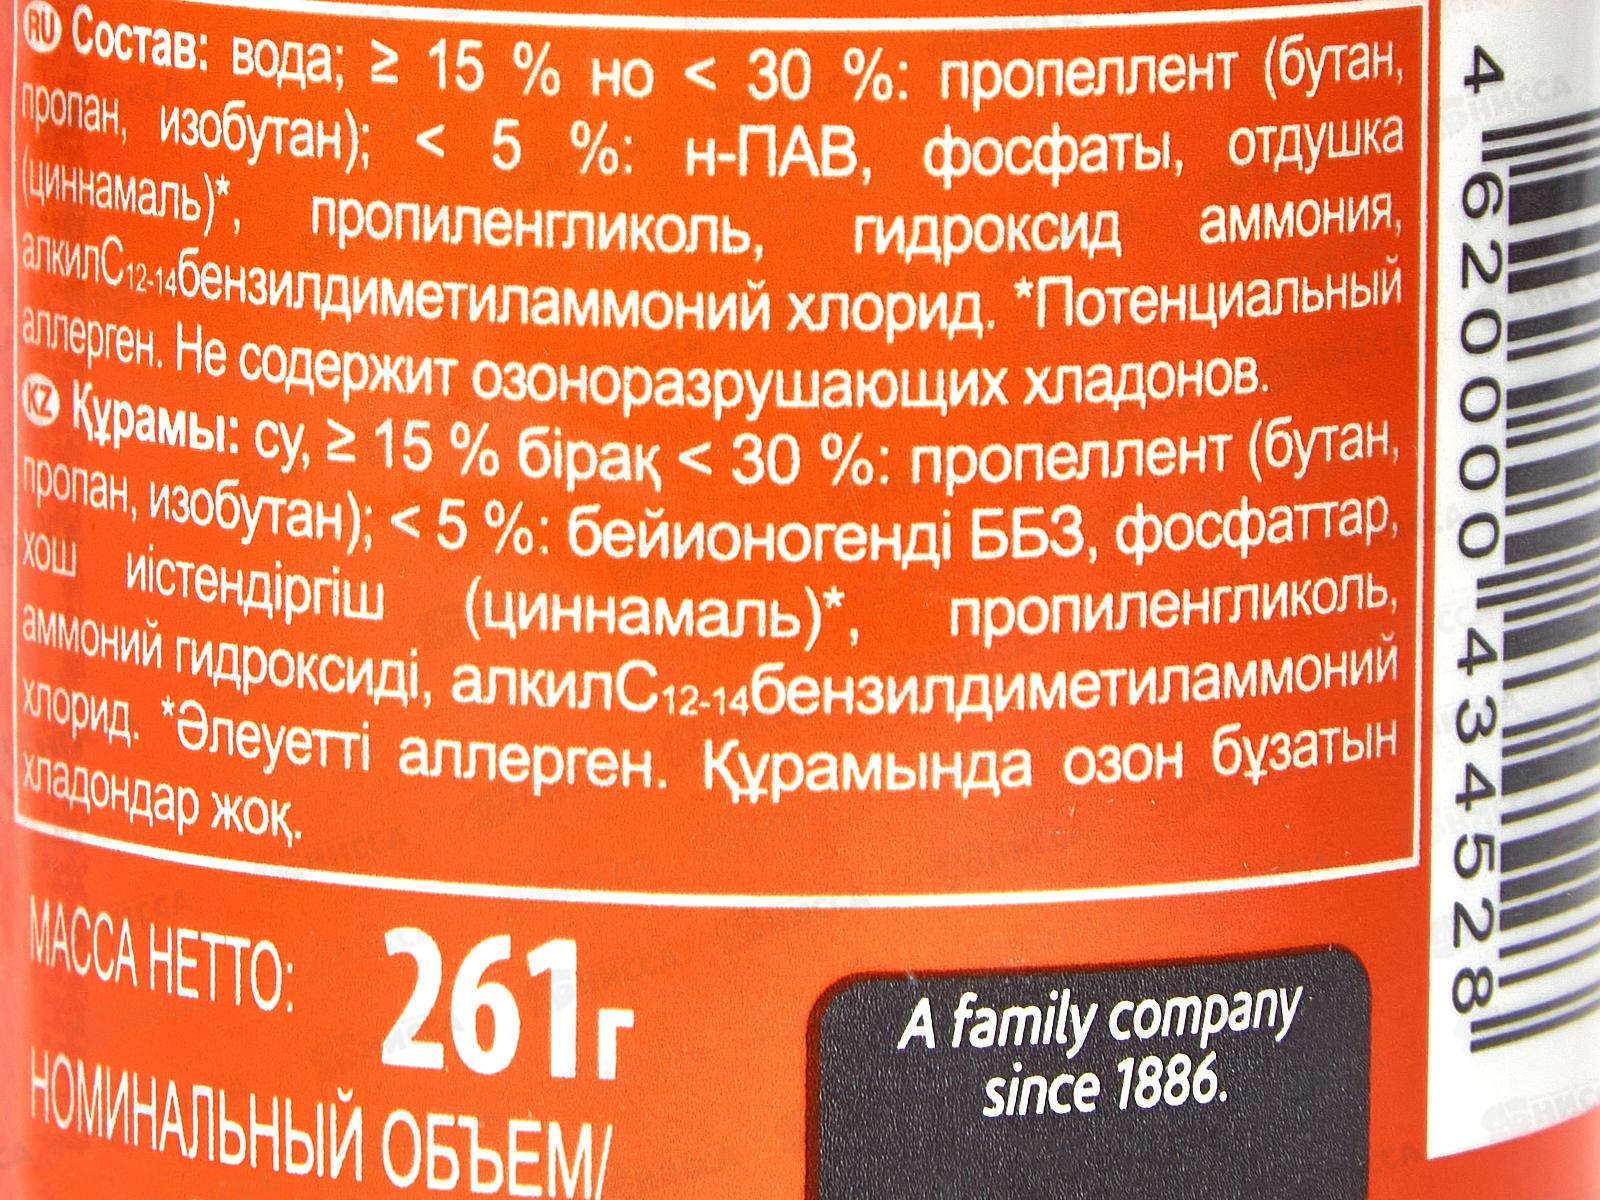 RU Состав: вода; ≥ 15 % но < 30 %: пропеллент (бутан,
пропан, изобутан); < 5 %: н-ПАВ, фосфаты, отдушка
(циннамаль)*, пропиленгликоль, гидроксид аммония,
алкилC12-14бензилдиметиламмоний хлорид. *Потенциальный
аллерген. Не содержит озоноразрушающих хладонов.
KZ Құрамы: су, ≥ 15 % бірақ < 30 %: пропеллент (бутан,
пропан, изобутан); < 5 %: бейионогенді ББЗ, фосфаттар,
хош иістендіргіш (циннамаль)*, пропиленгликоль,
аммоний гидроксиді, алкилC12-14бензилдиметиламмоний
хлорид. *Әлеуетті аллерген. Құрамында озон бұзатын
хладондар жоқ.
МАССА НЕТТО: 261г
НОМИНАЛЬНЫЙ ОБЪЕМ/
A family company
since 1886.
4 620000 434528